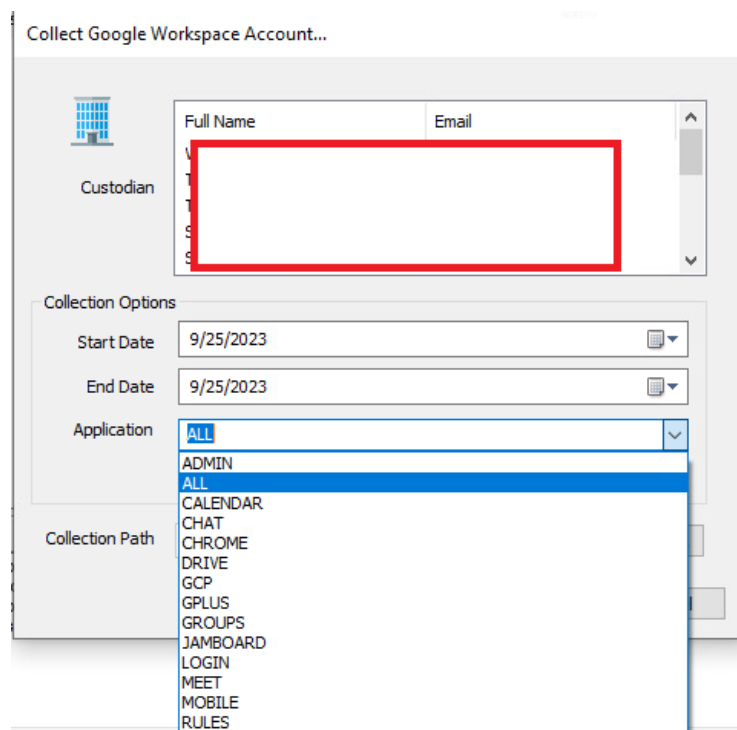 Collect Google Workspace Account...
Full Name Email
Custodian
Collection Options
Start Date 9/25/2023
End Date 9/25/2023
Application ALL
ADMIN
ALL
CALENDAR
CHAT
Collection Path CHROME
DRIVE
GCP
GPLUS
GROUPS
JAMBOARD
LOGIN
MEET
MOBILE
RULES